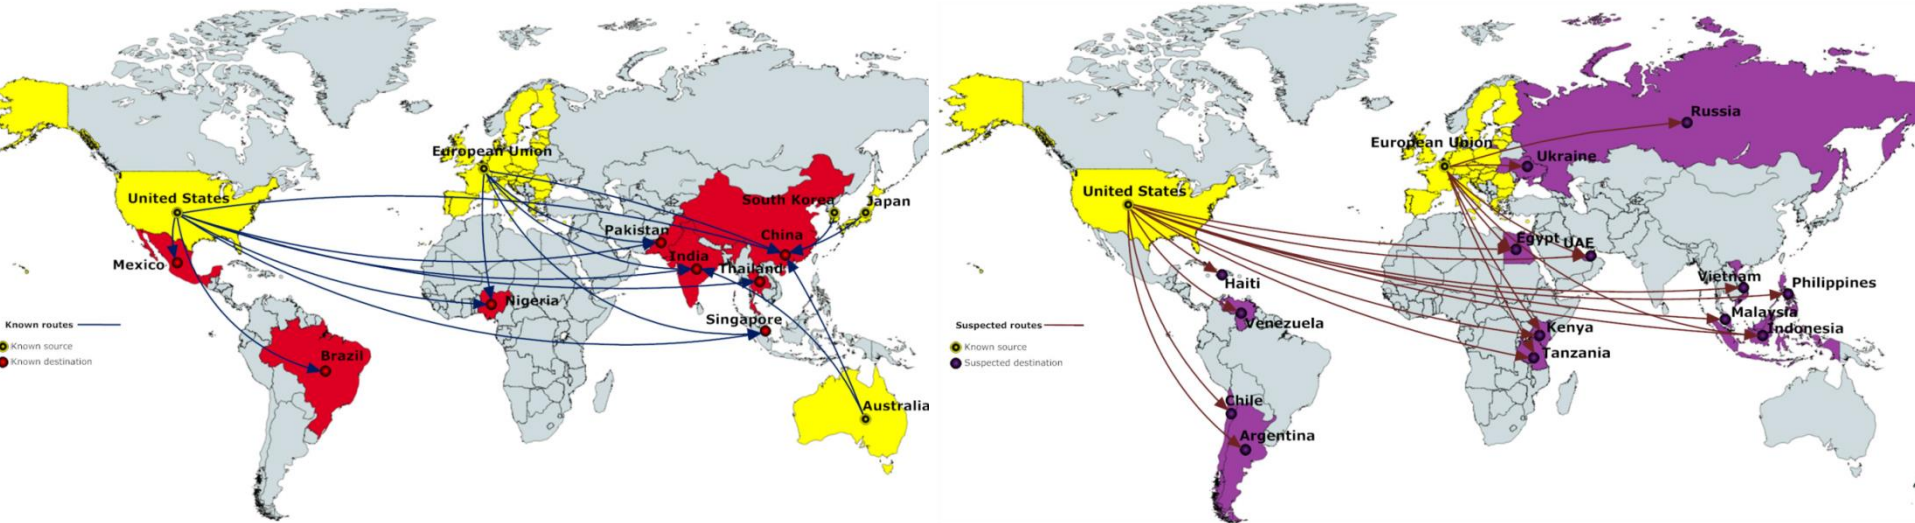 European Union
United States
South Korea
Japan
Pakistan
China
India
Thailand
Mexico
Nigeria
Singapore
Known routes
Known source
Known destination
Brazil
Australia
Russia
European Union
Ukraine
United States
Egypt
UAE
Haiti
Vietnam
Philippines
Venezuela
Malaysia
Suspected routes
Kenya
Indonesia
Known source
Tanzania
Suspected destination
Chile
Argentina